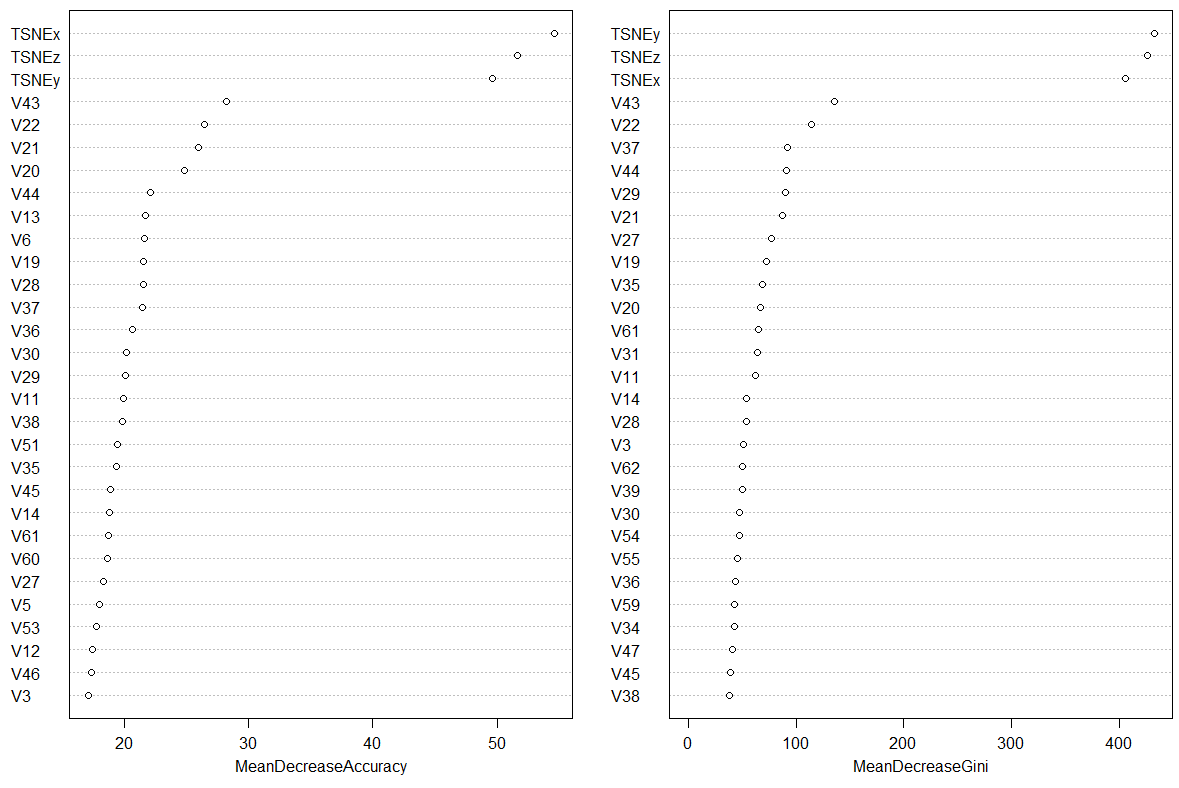 TSNEx
TSNEz
TSNEy
V43
V22
V21
V20
V44
V13
V6
V19
V28
V37
V36
V30
V29
V11
V38
V51
V35
V45
V14
V61
V60
V27
V5
V53
V12
V46
V3
20 30 40 50
MeanDecreaseAccuracy
TSNEy
TSNEz
TSNEx
V43
V22
V37
V44
V29
V21
V27
V19
V35
V20
V61
V31
V11
V14
V28
V3
V62
V39
V30
V54
V55
V36
V59
V34
V47
V45
V38
0 100 200 300 400
MeanDecreaseGini